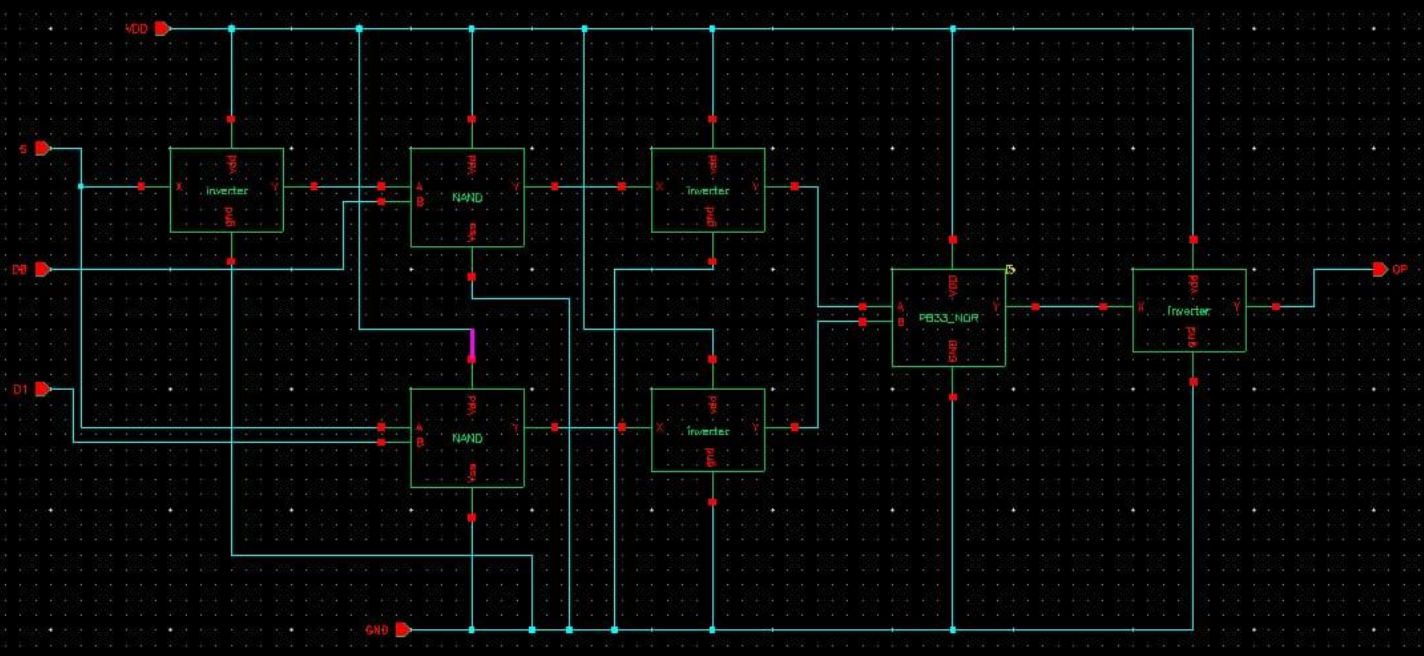 VDD
S
vdd
X inverter Y
gnd
Vdd
A
B NAND Y
Vss
vdd
X inverter Y
gnd
D0
VDD
A
B PB33_NOR Y
GND
vdd
X inverter Y
gnd
OP
D1
Vdd
A
B NAND Y
Vss
vdd
X inverter Y
gnd
GND